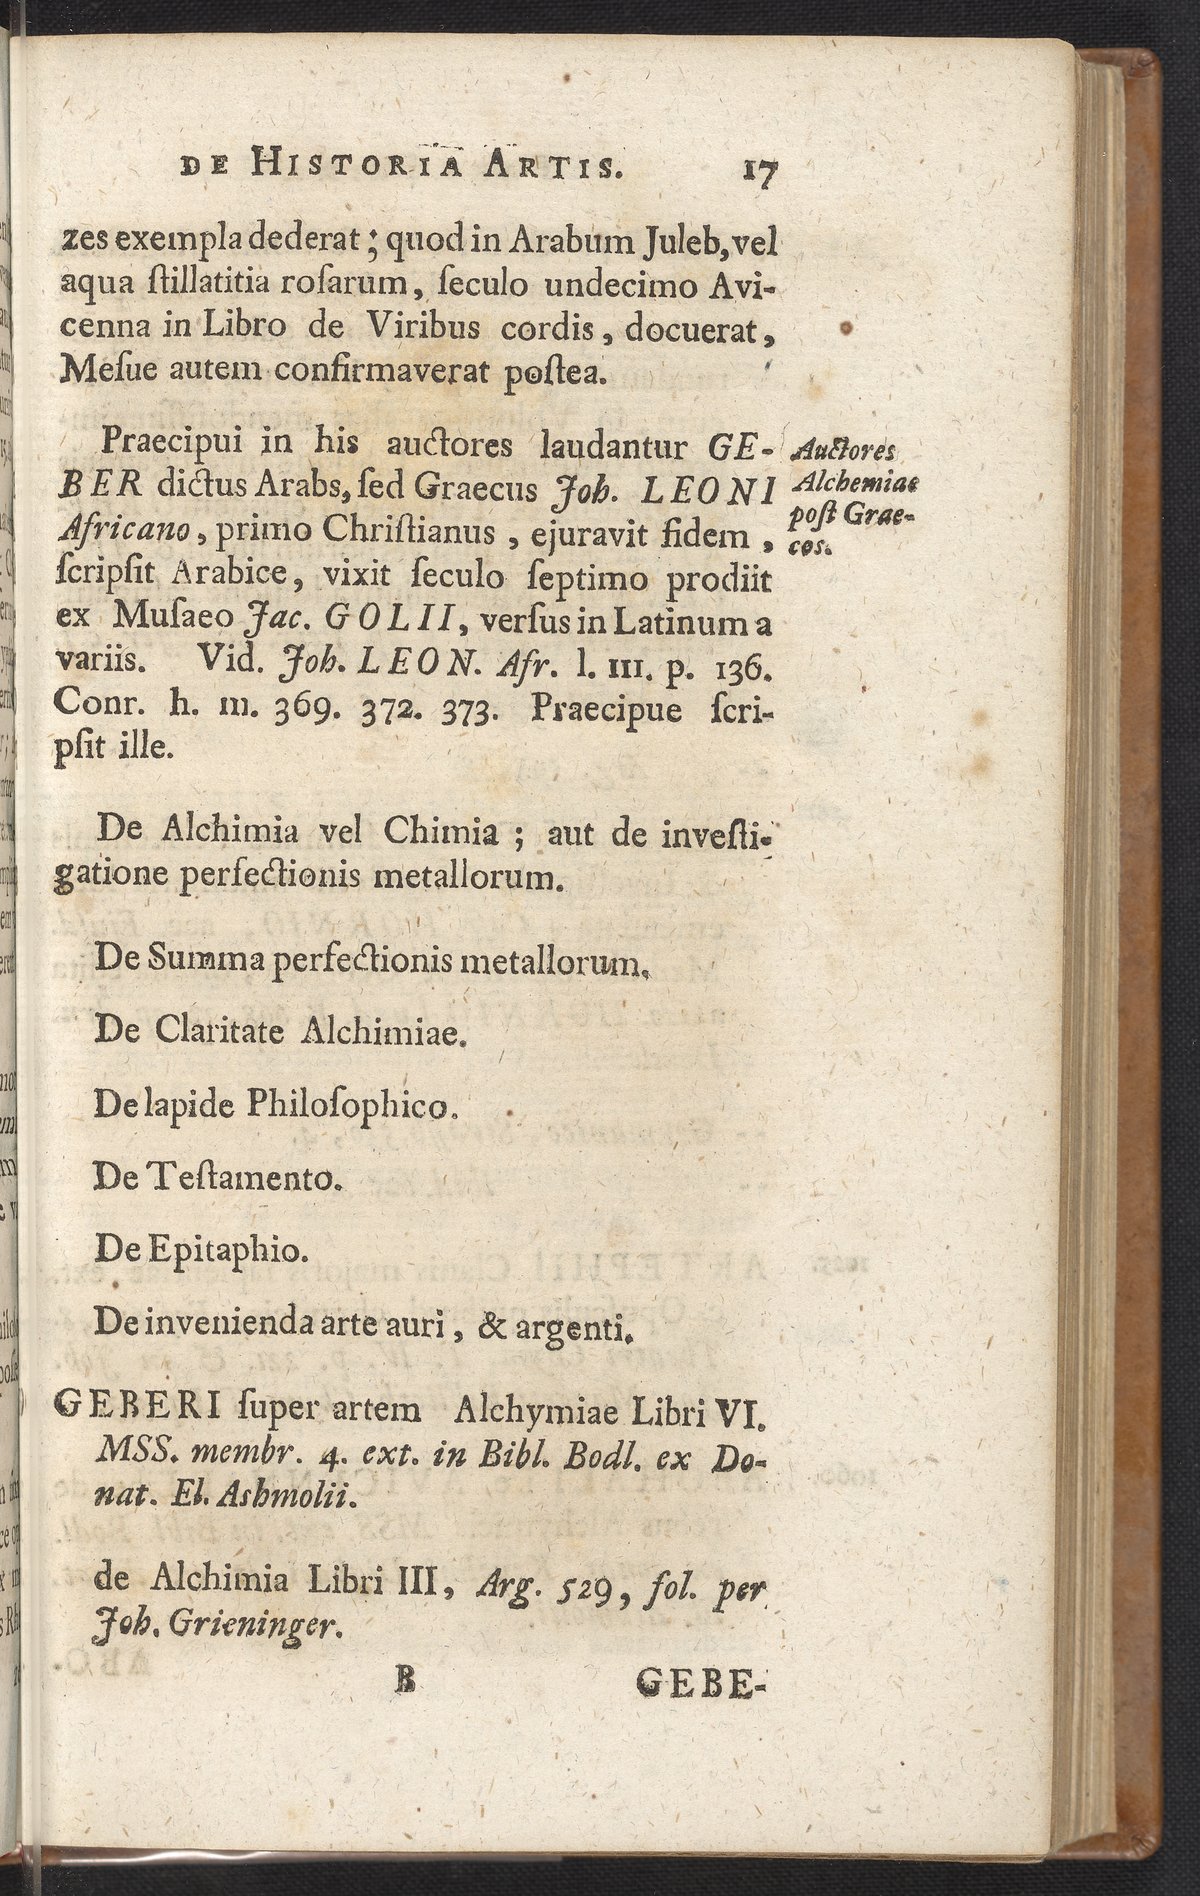 DE HISTORIA ARTIS. 17
zes exempla dederat; quod in Arabum Juleb, vel
aqua ſtillatitia roſarum, ſeculo undecimo Avi-
cenna in Libro de Viribus cordis, docuerat,
Meſue autem confirmaverat poſtea.
Praecipui in his auctores laudantur GE-
BER dictus Arabs, ſed Graecus Joh. LEONI
Africano, primo Chriſtianus, ejuravit fidem,
ſcripſit Arabice, vixit ſeculo ſeptimo prodiit
ex Muſaeo Jac. GOLII, verſus in Latinum a
variis. Vid. Joh. LEON. Afr. l. III. p. 136.
Conr. h. m. 369. 372. 373. Praecipue ſcri-
pſit ille.
Auctores
Alchemiae
poſt Grae-
cos.
De Alchimia vel Chimia; aut de inveſti-
gatione perfectionis metallorum.
De Summa perfectionis metallorum.
De Claritate Alchimiae.
De lapide Philoſophico.
De Teſtamento.
De Epitaphio.
De invenienda arte auri, & argenti.
GEBERI ſuper artem Alchymiae Libri VI.
MSS. membr. 4. ext. in Bibl. Bodl. ex Do-
nat. El. Ashmolii.
de Alchimia Libri III, Arg. 529, fol. per
Joh. Grieninger.
B GEBE-